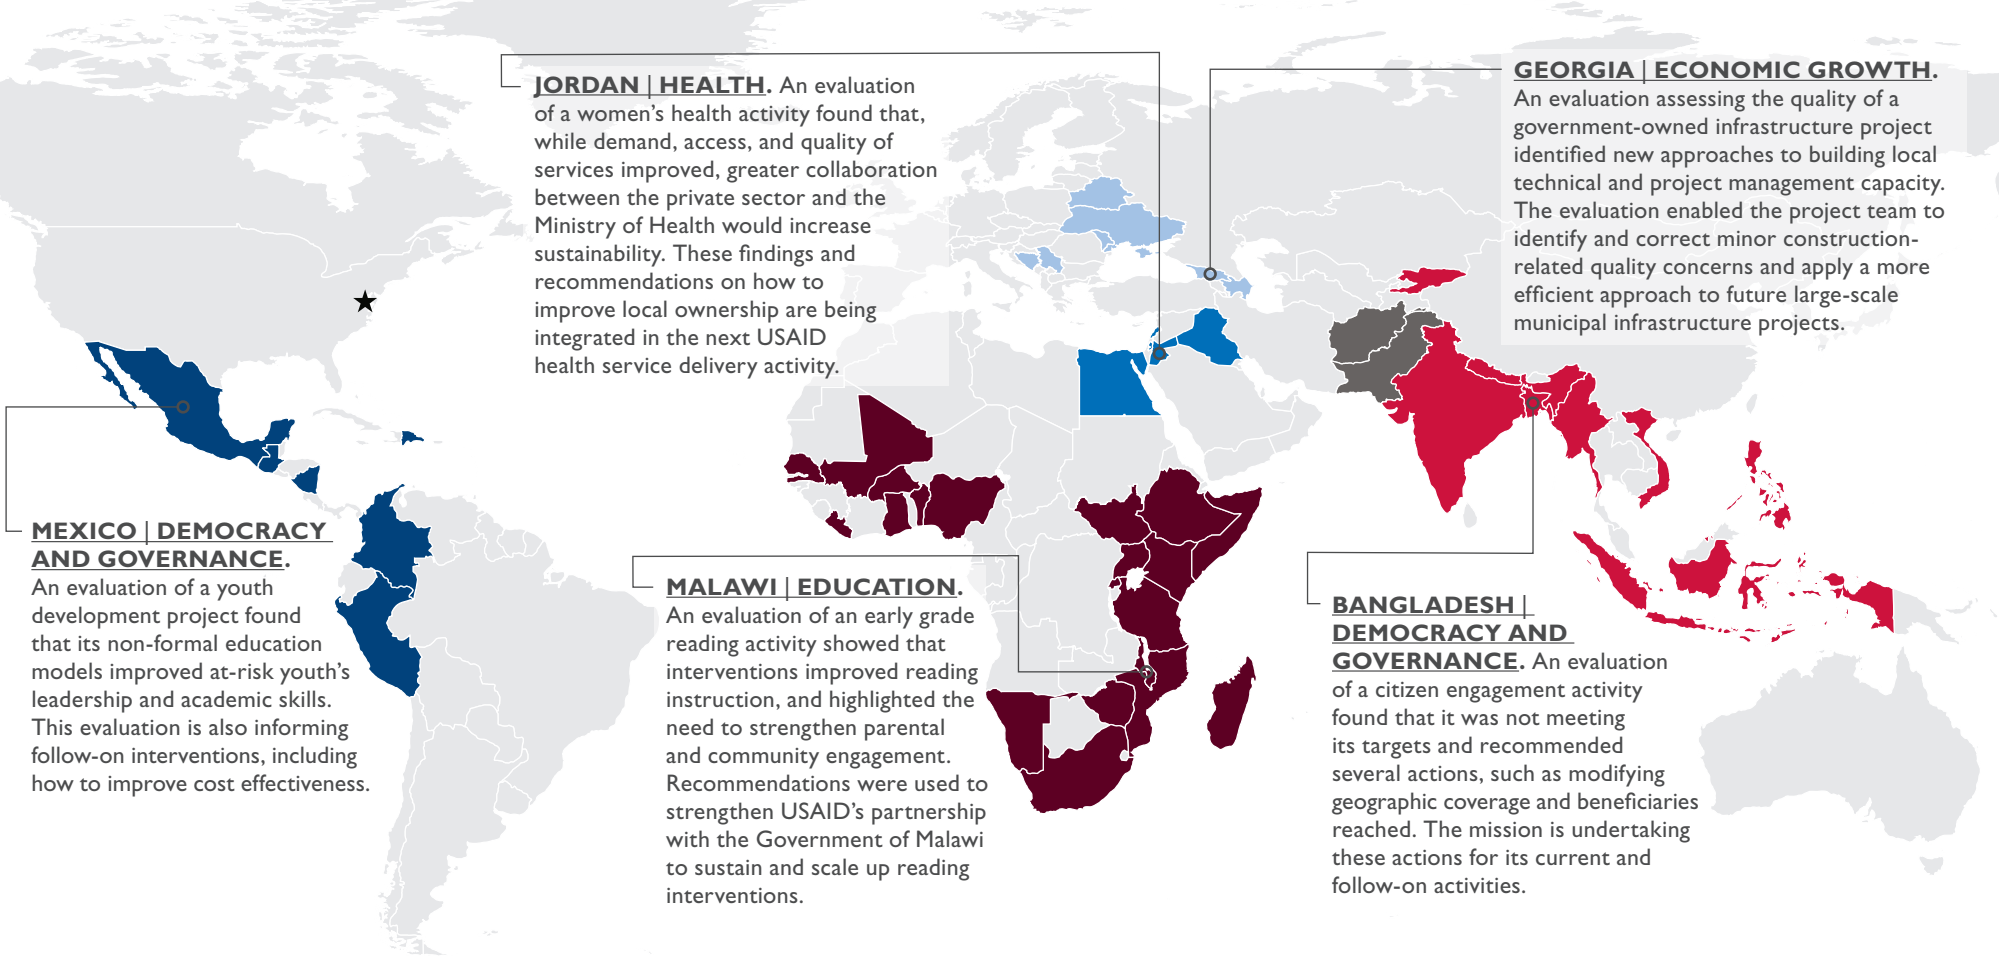 JORDAN | HEALTH. An evaluation
of a women’s health activity found that,
while demand, access, and quality of
services improved, greater collaboration
between the private sector and the
Ministry of Health would increase
sustainability. These findings and
recommendations on how to
improve local ownership are being
integrated in the next USAID
health service delivery activity.
GEORGIA | ECONOMIC GROWTH.
An evaluation assessing the quality of a
government-owned infrastructure project
identified new approaches to building local
technical and project management capacity.
The evaluation enabled the project team to
identify and correct minor construction-
related quality concerns and apply a more
efficient approach to future large-scale
municipal infrastructure projects.
MEXICO | DEMOCRACY
AND GOVERNANCE.
An evaluation of a youth
development project found
that its non-formal education
models improved at-risk youth’s
leadership and academic skills.
This evaluation is also informing
follow-on interventions, including
how to improve cost effectiveness.
MALAWI | EDUCATION.
An evaluation of an early grade
reading activity showed that
interventions improved reading
instruction, and highlighted the
need to strengthen parental
and community engagement.
Recommendations were used to
strengthen USAID’s partnership
with the Government of Malawi
to sustain and scale up reading
interventions.
BANGLADESH |
DEMOCRACY AND
GOVERNANCE. An evaluation
of a citizen engagement activity
found that it was not meeting
its targets and recommended
several actions, such as modifying
geographic coverage and beneficiaries
reached. The mission is undertaking
these actions for its current and
follow-on activities.